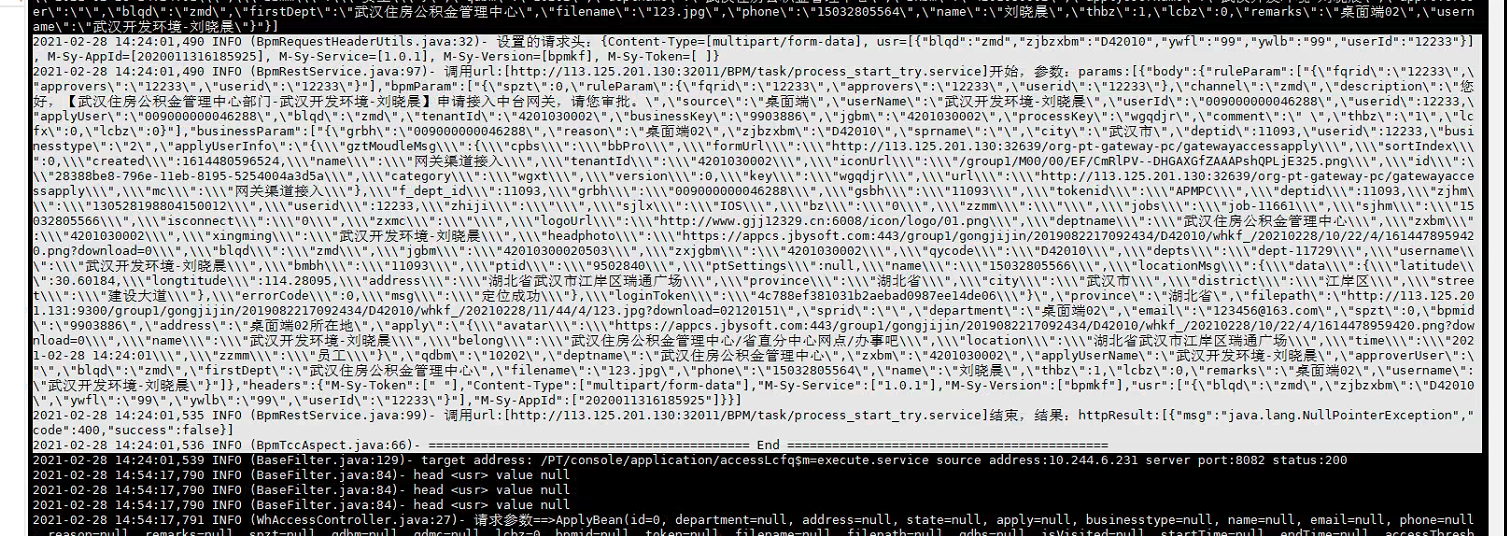 er\":\"\",\"blqd\":\"zmd\",\"firstDept\":\"武汉住房公积金管理中心\",\"filename\":\"123.jpg\",\"phone\":\"15032805564\",\"name\":\"刘晓晨\",\"thbz\":1,\"lcbz\":0,\"remarks\":\"桌面端02\",\"usern
ame\":\"武汉开发环境-刘晓晨\"}"}]
2021-02-28 14:24:01,490 INFO (BpmRequestHeaderUtils.java:32)- 设置的请求头：{Content-Type=[multipart/form-data], usr=[{"blqd":"zmd","zjbzxbm":"D42010","ywfl":"99","ywlb":"99","userId":"12233"}]
, M-Sy-AppId=[2020011316185925], M-Sy-Service=[1.0.1], M-Sy-Version=[bpmkf], M-Sy-Token=[ ]}
2021-02-28 14:24:01,490 INFO (BpmRestService.java:97)- 调用url:[http://113.125.201.130:32011/BPM/task/process_start_try.service]开始, 参数: params:[{"body":{"ruleParam":["{\"fqrid\":\"12233\",\
"approvers\":\"12233\",\"userid\":\"12233\"}"],"bpmParam":["{\"spzt\":0,\"ruleParam\":{\"fqrid\":\"12233\",\"approvers\":\"12233\",\"userid\":\"12233\"},\"channel\":\"zmd\",\"description\":\"您
好, 【武汉住房公积金管理中心部门-武汉开发环境-刘晓晨】申请接入中台网关, 请您审批。\",\"source\":\"桌面端\",\"userName\":\"武汉开发环境-刘晓晨\",\"userId\":\"009000000046288\",\"userid\":12233,
\"applyUser\":\"009000000046288\",\"blqd\":\"zmd\",\"tenantId\":\"4201030002\",\"businessKey\":\"9903886\",\"jgbm\":\"4201030002\",\"processKey\":\"wgqdjr\",\"comment\":\" \",\"thbz\":\"1\",\"lc
fx\":0,\"lcbz\":0}"],"businessParam":["{\"grbh\":\"009000000046288\",\"reason\":\"桌面端02\",\"zjbzxbm\":\"D42010\",\"sprname\":\"\",\"city\":\"武汉市\",\"deptid\":11093,\"userid\":12233,\"busi
nesstype\":\"2\",\"applyUserInfo\":\"{\\\"gztMoudleMsg\\\":{\\\"cpbs\\\":\\\"bbPro\\\",\\\"formUrl\\\":\\\"http://113.125.201.130:32639/org-pt-gateway-pc/gatewayaccessapply\\\",\\\"sortIndex\\\
":0,\\\"created\\\":1614480596524,\\\"name\\\":\\\"网关渠道接入\\\",\\\"tenantId\\\":\\\"4201030002\\\",\\\"iconUrl\\\":\\\"/group1/M00/00/EF/CmRlPV--DHGAXGfZAAAPshQPLjE325.png\\\",\\\"id\\\":\
\\"28388be8-796e-11eb-8195-5254004a3d5a\\\",\\\"category\\\":\\\"wgxt\\\",\\\"version\\\":0,\\\"key\\\":\\\"wgqdjr\\\",\\\"url\\\":\\\"http://113.125.201.130:32639/org-pt-gateway-pc/gatewayacce
ssapply\\\",\\\"mc\\\":\\\"网关渠道接入\\\"},\\\"f_dept_id\\\":11093,\\\"grbh\\\":\\\"009000000046288\\\",\\\"gsbh\\\":\\\"11093\\\",\\\"tokenid\\\":\\\"APMPC\\\",\\\"deptid\\\":11093,\\\"zjhm\
\\":\\\"130528198804150012\\\",\\\"userid\\\":12233,\\\"zhiji\\\":\\\"\\\",\\\"sjlx\\\":\\\"IOS\\\",\\\"bz\\\":\\\"0\\\",\\\"zzmm\\\":\\\" \\\",\\\"jobs\\\":\\\"job-11661\\\",\\\"sjhm\\\":\\\"15
032805566\\\",\\\"isconnect\\\":\\\"0\\\",\\\"zxmc\\\":\\\"\\\",\\\"logoUrl\\\":\\\"http://www.gjj12329.cn:6008/icon/logo/01.png\\\",\\\"deptname\\\":\\\"武汉住房公积金管理中心\\\",\\\"zxbm\\\"
:\\\"4201030002\\\",\\\"xingming\\\":\\\"武汉开发环境-刘晓晨\\\",\\\"headphoto\\\":\\\"https://appcs.jbysoft.com:443/group1/gongjijin/2019082217092434/D42010/whkf_/20210228/10/22/4/161447895942
0.png?download=0\\\",\\\"blqd\\\":\\\"zmd\\\",\\\"jgbm\\\":\\\"42010300020503\\\",\\\"zxjgbm\\\":\\\"4201030002\\\",\\\"qycode\\\":\\\"D42010\\\",\\\"depts\\\":\\\"dept-11729\\\",\\\"username\\
\":\\\"武汉开发环境-刘晓晨\\\",\\\"bmbh\\\":\\\"11093\\\",\\\"ptid\\\":\\\"9502840\\\",\\\"ptSettings\\\":null,\\\"name\\\":\\\"15032805566\\\",\\\"locationMsg\\\":{\\\"data\\\":{\\\"latitude\\
\":30.60184,\\\"longtitude\\\":114.28095,\\\"address\\\":\\\"湖北省武汉市江岸区瑞通广场\\\",\\\"province\\\":\\\"湖北省\\\",\\\"city\\\":\\\"武汉市\\\",\\\"district\\\":\\\"江岸区\\\",\\\"stree
t\\\":\\\"建设大道\\\"},\\\"errorCode\\\":0,\\\"msg\\\":\\\"定位成功\\\"},\\\"loginToken\\\":\\\"4c788ef381031b2aebad0987ee14de06\\\"}\",\"province\":\"湖北省\",\"filepath\":\"http://113.125.20
1.131:9300/group1/gongjijin/2019082217092434/D42010/whkf_/20210228/11/44/4/123.jpg?download=02120151\",\"sprid\":\"\",\"department\":\"桌面端02\",\"email\":\"123456@163.com\",\"spzt\":0,\"bpmid
\":\"9903886\",\"address\":\"桌面端02所在地\",\"apply\":\"{\\\"avatar\\\":\\\"https://appcs.jbysoft.com:443/group1/gongjijin/2019082217092434/D42010/whkf_/20210228/10/22/4/1614478959420.png?dow
nload=0\\\",\\\"name\\\":\\\"武汉开发环境-刘晓晨\\\",\\\"belong\\\":\\\"武汉住房公积金管理中心/省直分中心网点/办事吧\\\",\\\"location\\\":\\\"湖北省武汉市江岸区瑞通广场\\\",\\\"time\\\":\\\"202
1-02-28 14:24:01\\\",\\\"zzmm\\\":\\\"员工\\\"}\",\"qdbm\":\"10202\",\"deptname\":\"武汉住房公积金管理中心\",\"zxbm\":\"4201030002\",\"applyUserName\":\"武汉开发环境-刘晓晨\",\"approverUser\":\
"\",\"blqd\":\"zmd\",\"firstDept\":\"武汉住房公积金管理中心\",\"filename\":\"123.jpg\",\"phone\":\"15032805564\",\"name\":\"刘晓晨\",\"thbz\":1,\"lcbz\":0,\"remarks\":\"桌面端02\",\"username\":
\"武汉开发环境-刘晓晨\"}"]},"headers":{"M-Sy-Token":[" "],"Content-Type":["multipart/form-data"],"M-Sy-Service":["1.0.1"],"M-Sy-Version":["bpmkf"],"usr":["{\"blqd\":\"zmd\",\"zjbzxbm\":\"D42010
\",\"ywfl\":\"99\",\"ywlb\":\"99\",\"userId\":\"12233\"}"],"M-Sy-AppId":["2020011316185925"]}}]
2021-02-28 14:24:01,535 INFO (BpmRestService.java:99)- 调用url:[http://113.125.201.130:32011/BPM/task/process_start_try.service]结束, 结果: httpResult:[{"msg":"java.lang.NullPointerException","
code":400,"success":false}]
2021-02-28 14:24:01,536 INFO (BpmTccAspect.java:66)- =========================================== End ===========================================
2021-02-28 14:24:01,539 INFO (BaseFilter.java:129)- target address: /PT/console/application/accessLcfq$m=execute.service source address:10.244.6.231 server port:8082 status:200
2021-02-28 14:54:17,790 INFO (BaseFilter.java:84)- head <usr> value null
2021-02-28 14:54:17,790 INFO (BaseFilter.java:84)- head <usr> value null
2021-02-28 14:54:17,790 INFO (BaseFilter.java:84)- head <usr> value null
2021-02-28 14:54:17,791 INFO (WhAccessController.java:27)- 请求参数==>ApplyBean(id=0, department=null, address=null, state=null, apply=null, businesstype=null, name=null, email=null, phone=null